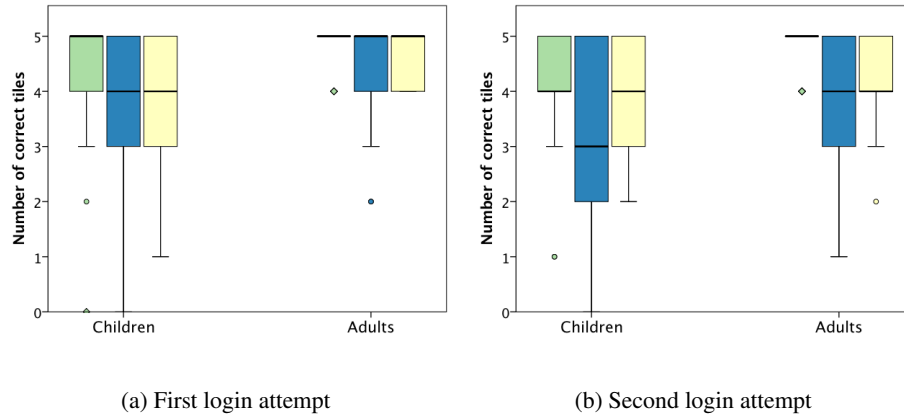 Number of correct tiles
5
4
3
2
1
0
Children Adults
(a) First login attempt
Number of correct tiles
5
4
3
2
1
0
Children Adults
(b) Second login attempt